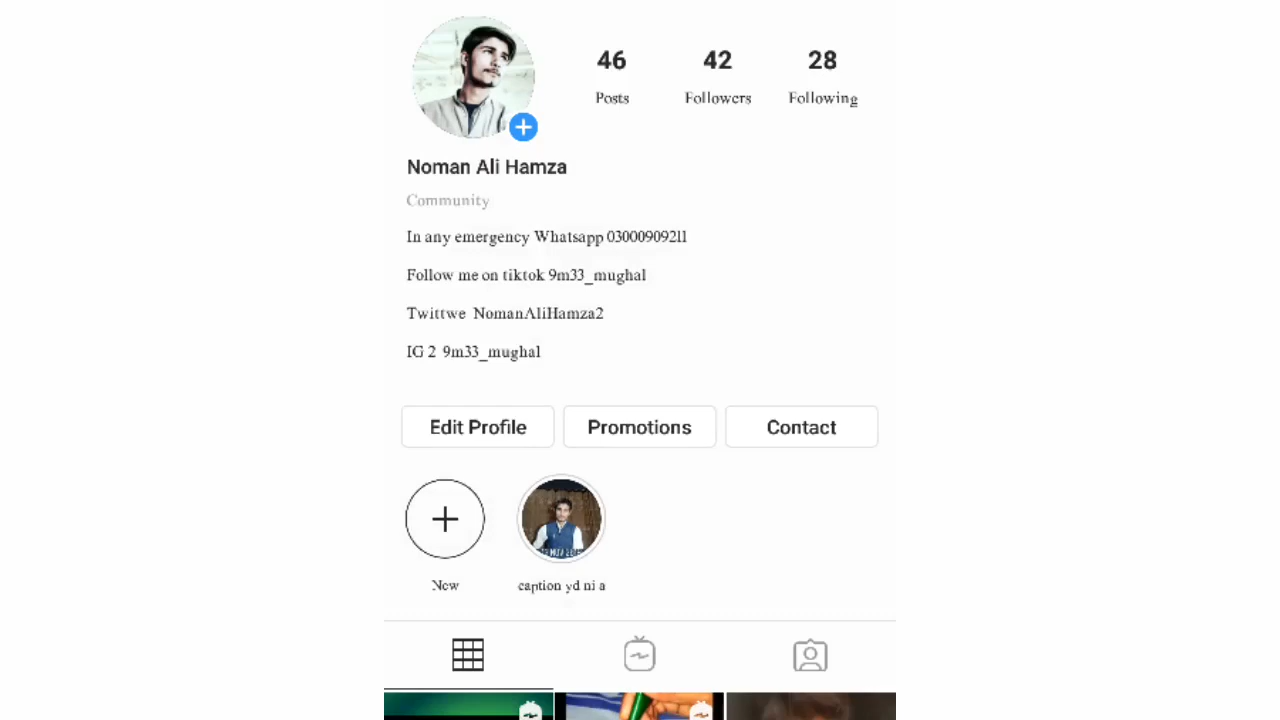 46 42 28
Posts Followers Following
Noman Ali Hamza
Community
In any emergency Whatsapp 03000909211
Follow me on tiktok 9m33_mughal
Twittwe NomanAliHamza2
IG 2 9m33_mughal
Edit Profile Promotions Contact
New caption yd ni a